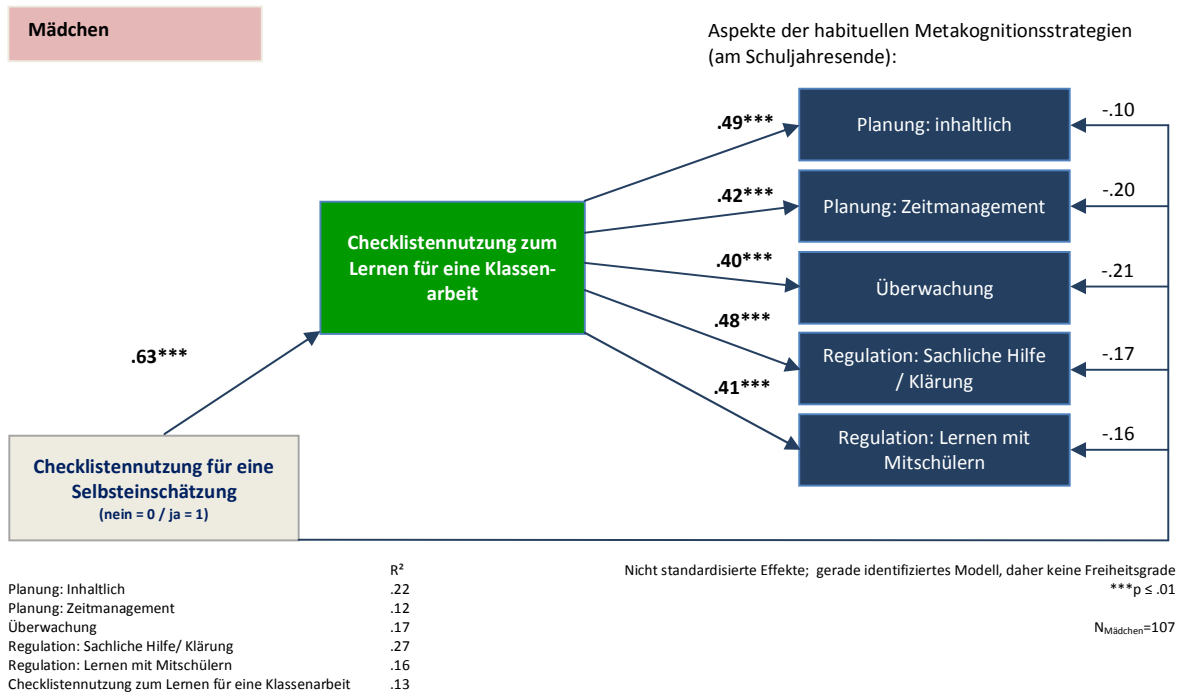 Mädchen
Aspekte der habituellen Metakognitionsstrategien
(am Schuljahresende):
.49***
Planung: inhaltlich
-.10
.42***
Planung: Zeitmanagement
-.20
Checklistennutzung zum
Lernen für eine Klassen-
arbeit
.40***
Überwachung
-.21
.48***
Regulation: Sachliche Hilfe
/ Klärung
-.17
.63***
.41***
Regulation: Lernen mit
Mitschülern
-.16
Checklistennutzung für eine
Selbsteinschätzung
(nein = 0 / ja = 1)
R²
Planung: Inhaltlich .22
Planung: Zeitmanagement .12
Überwachung .17
Regulation: Sachliche Hilfe/ Klärung .27
Regulation: Lernen mit Mitschülern .16
Checklistennutzung zum Lernen für eine Klassenarbeit .13
Nicht standardisierte Effekte; gerade identifiziertes Modell, daher keine Freiheitsgrade
***p ≤ .01
NMädchen=107